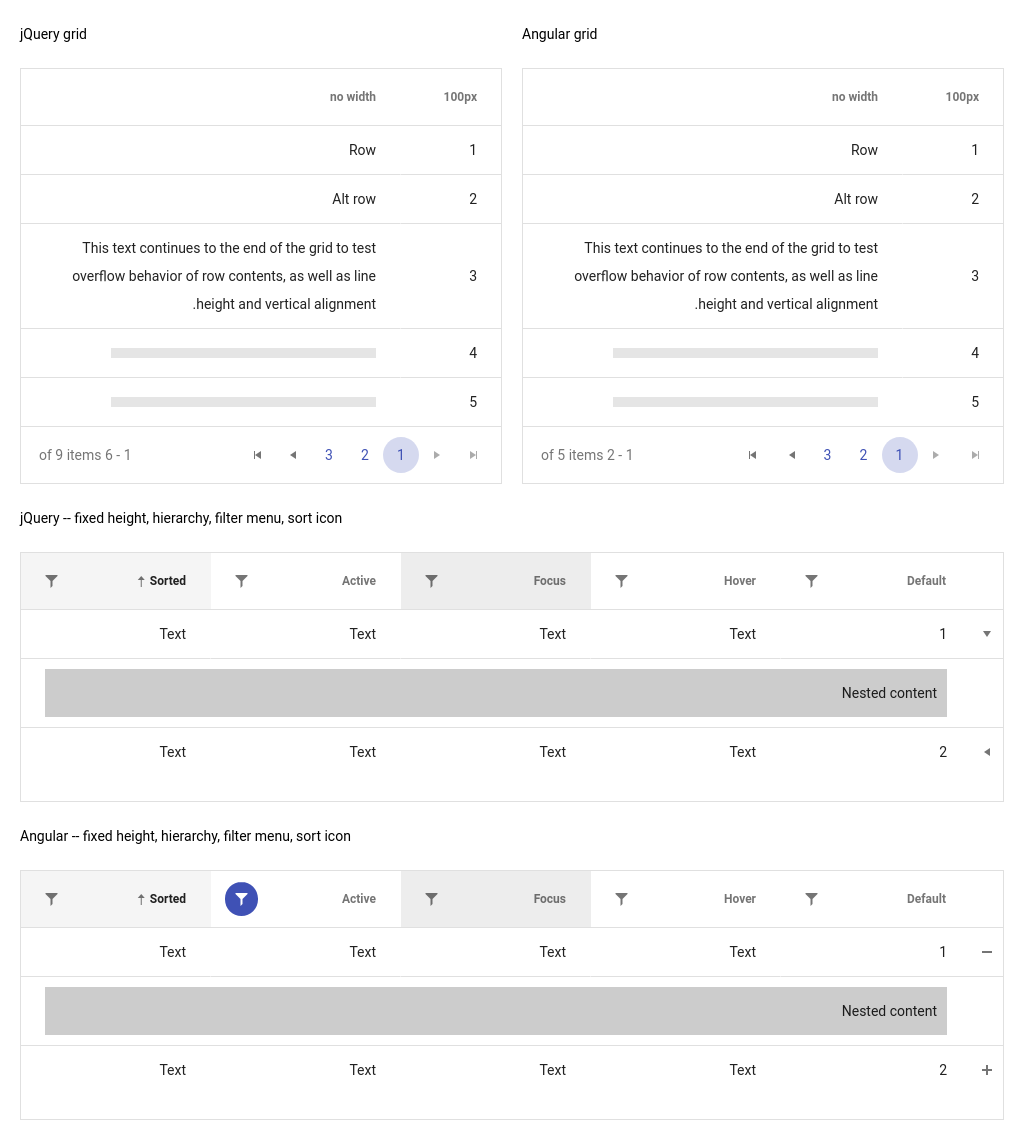 jQuery grid
Angular grid
no width 100px
Row 1
Alt row 2
This text continues to the end of the grid to test
overflow behavior of row contents, as well as line
.height and vertical alignment
3
4
5
of 9 items 6 - 1
3 2 1
no width 100px
Row 1
Alt row 2
This text continues to the end of the grid to test
overflow behavior of row contents, as well as line
.height and vertical alignment
3
4
5
of 5 items 2 - 1
3 2 1
jQuery -- fixed height, hierarchy, filter menu, sort icon
Sorted Active Focus Hover Default
Text Text Text Text 1
Nested content
Text Text Text Text 2
Angular -- fixed height, hierarchy, filter menu, sort icon
Sorted Active Focus Hover Default
Text Text Text Text 1
Nested content
Text Text Text Text 2